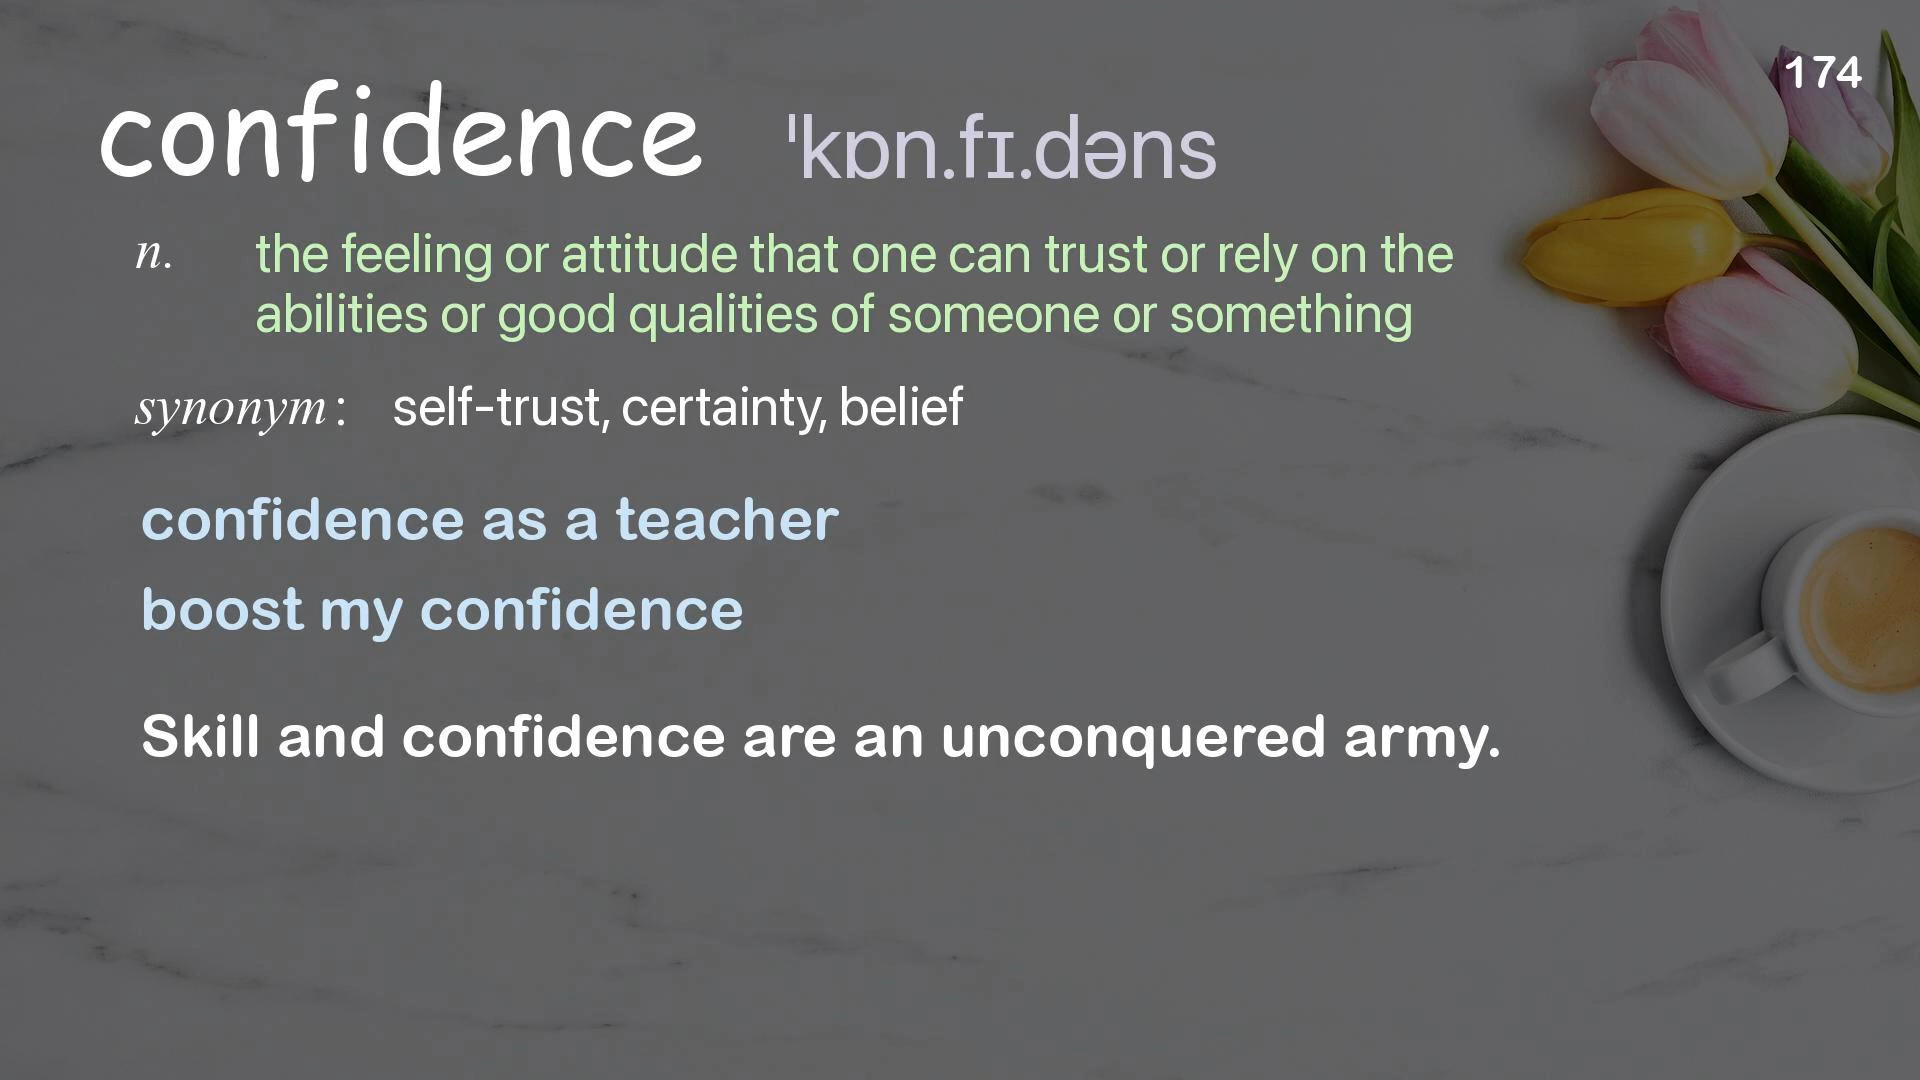 174
confidence ˈkɒn.fɪ.dəns
n. the feeling or attitude that one can trust or rely on the
abilities or good qualities of someone or something
synonym: self-trust, certainty, belief
confidence as a teacher
boost my confidence
Skill and confidence are an unconquered army.